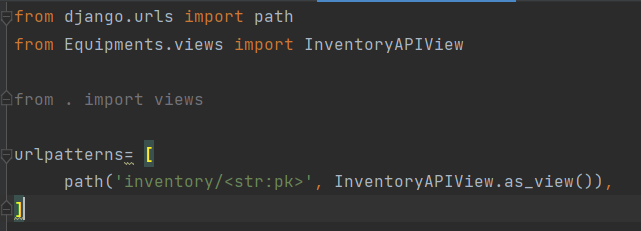 from django.urls import path
from Equipments.views import InventoryAPIView
from . import views
urlpatterns= [
    path('inventory/<str:pk>', InventoryAPIView.as_view()),
]